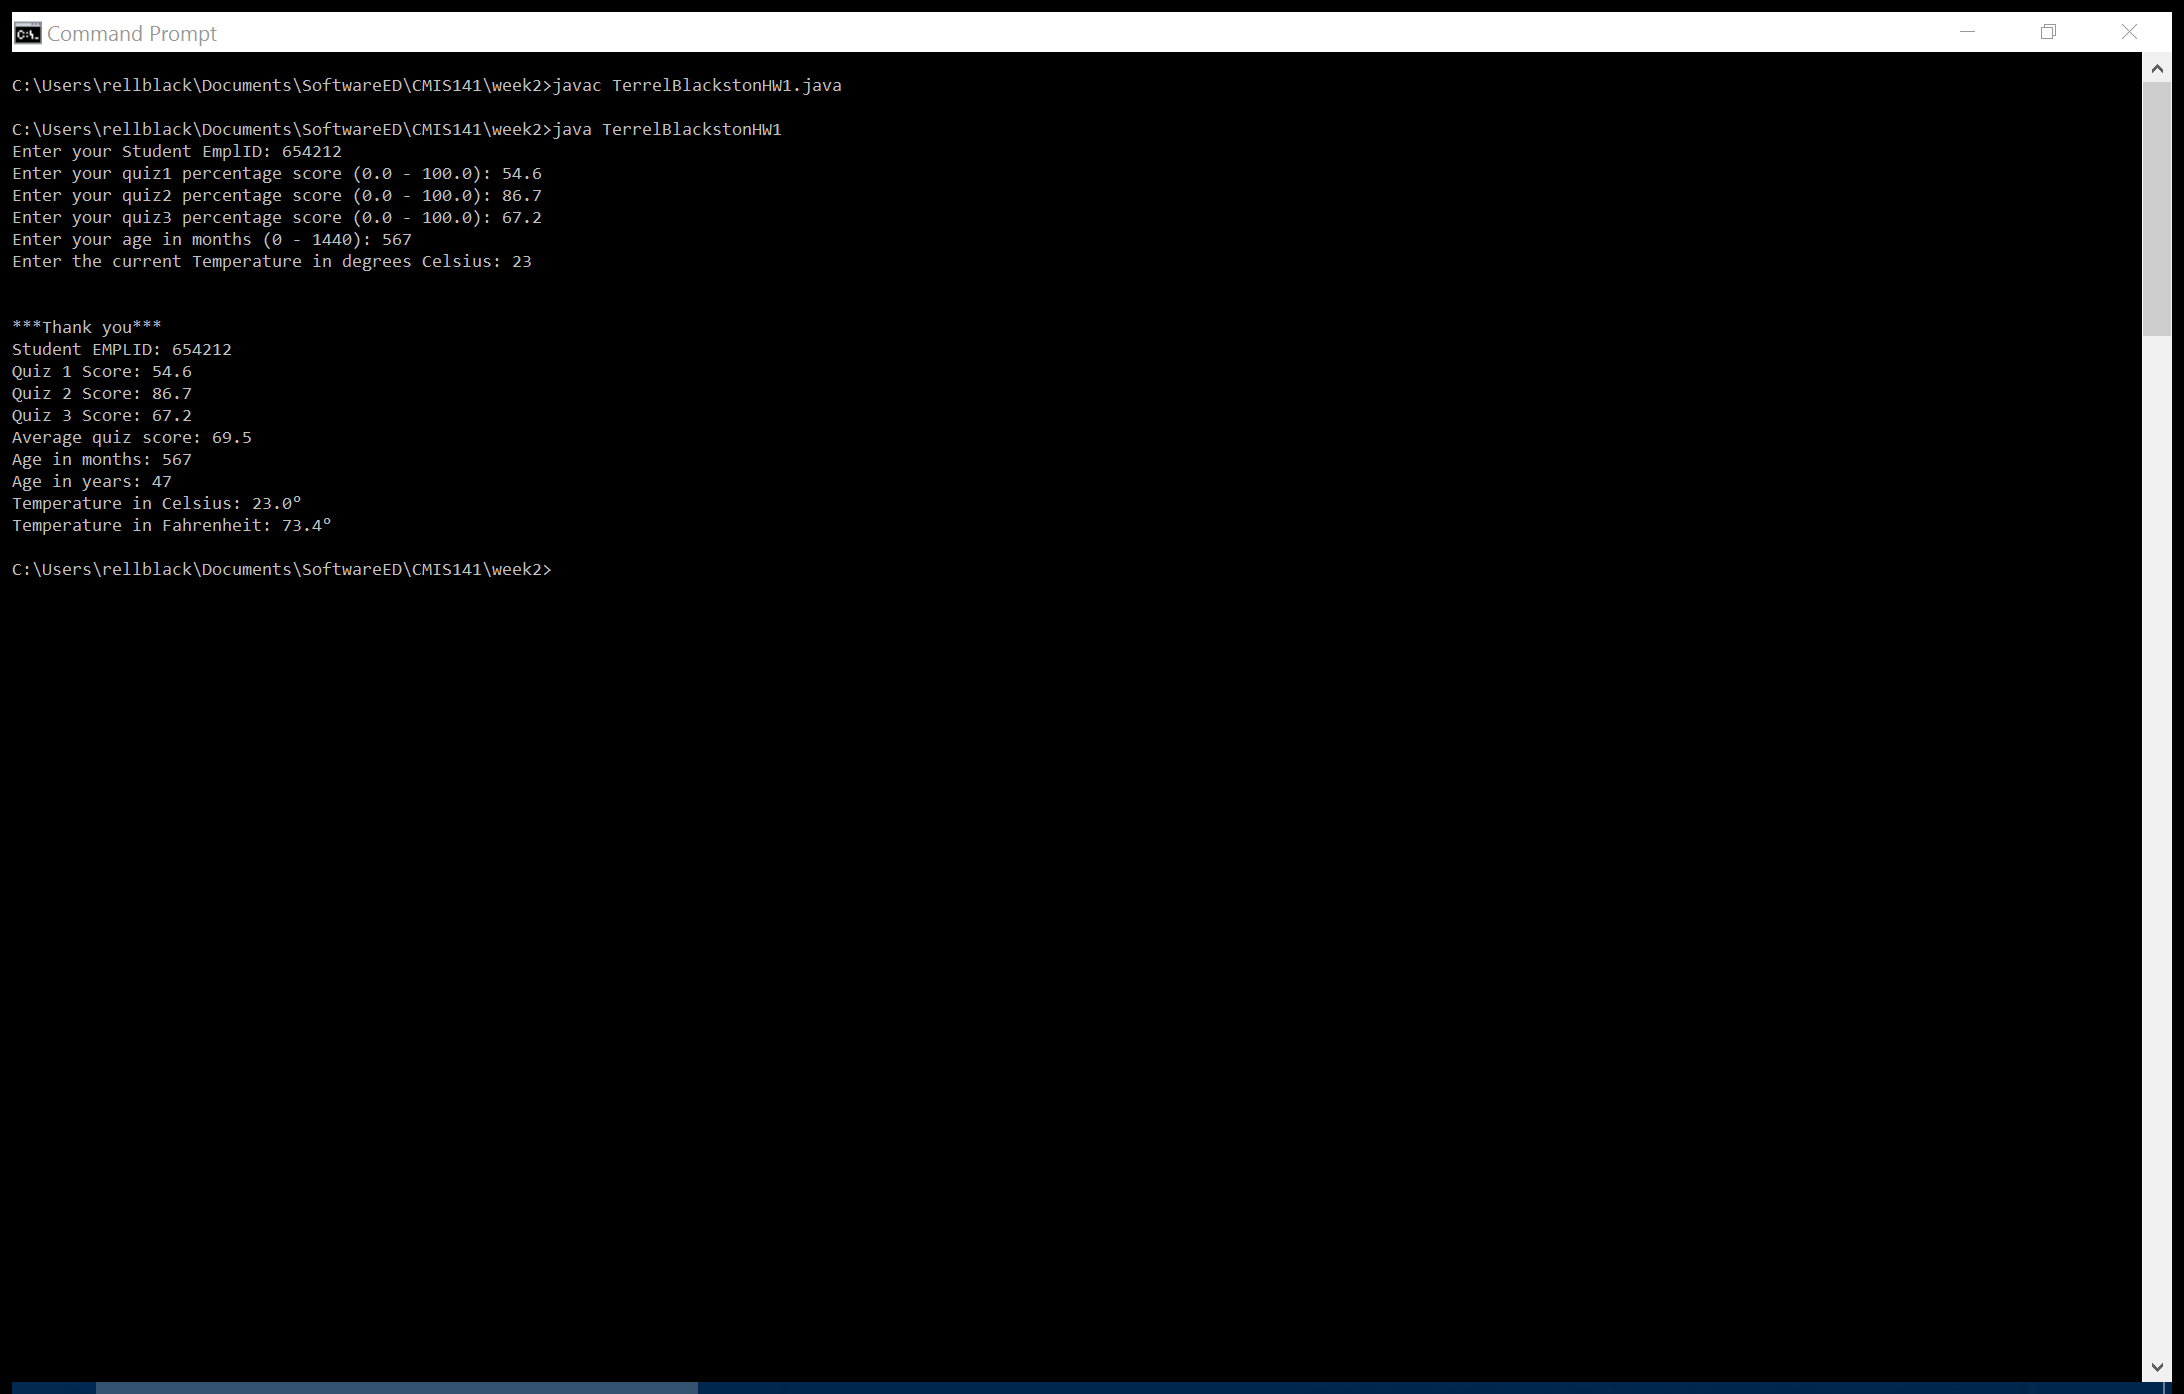 Command Prompt
C:\Users\rellblack\Documents\SoftwareED\CMIS141\week2>javac TerrelBlackstonHW1.java
C:\Users\rellblack\Documents\SoftwareED\CMIS141\week2>java TerrelBlackstonHW1
Enter your Student EmplID: 654212
Enter your quiz1 percentage score (0.0 - 100.0): 54.6
Enter your quiz2 percentage score (0.0 - 100.0): 86.7
Enter your quiz3 percentage score (0.0 - 100.0): 67.2
Enter your age in months (0 - 1440): 567
Enter the current Temperature in degrees Celsius: 23
***Thank you***
Student EMPLID: 654212
Quiz 1 Score: 54.6
Quiz 2 Score: 86.7
Quiz 3 Score: 67.2
Average quiz score: 69.5
Age in months: 567
Age in years: 47
Temperature in Celsius: 23.0º
Temperature in Fahrenheit: 73.4º
C:\Users\rellblack\Documents\SoftwareED\CMIS141\week2>